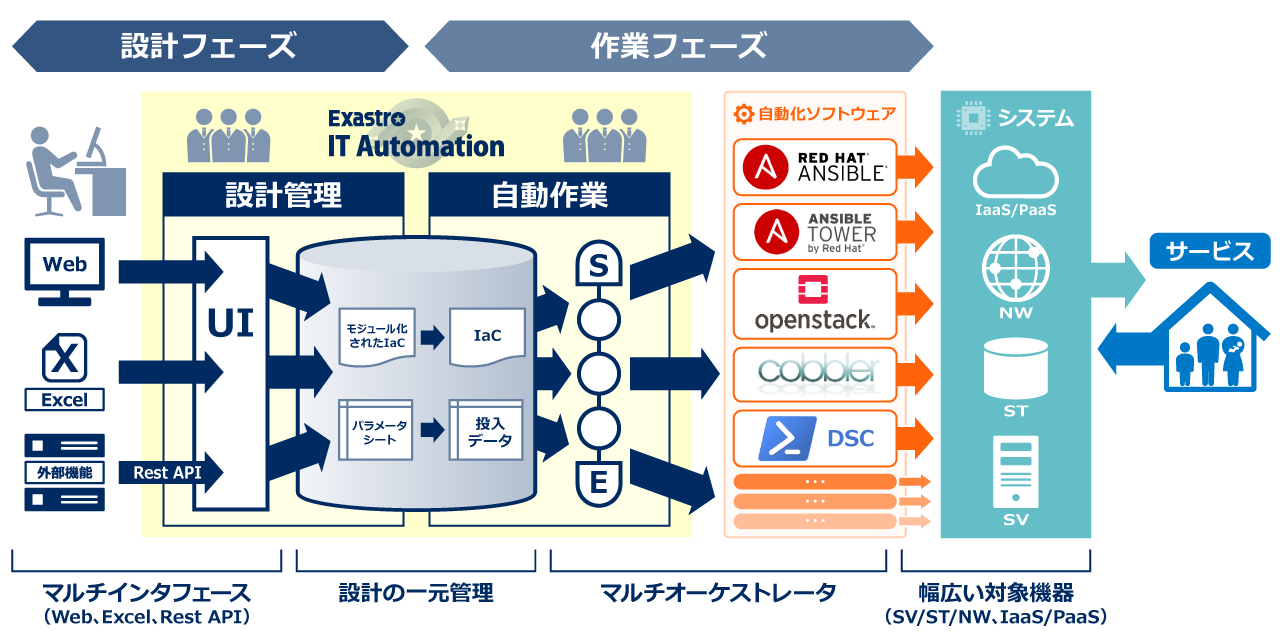 設計フェーズ
作業フェーズ
Exastro
IT Automation
設計管理
自動作業
Web
Excel
外部機能
Rest API
UI
モジュール化
されたIaC
IaC
パラメータ
シート
投入
データ
S
E
自動化ソフトウェア
RED HAT®
ANSIBLE®
ANSIBLE
TOWER
by Red Hat®
openstack™
cobbler
DSC
...
...
...
システム
IaaS/PaaS
NW
ST
SV
サービス
マルチインタフェース
（Web、Excel、Rest API）
設計の一元管理
マルチオーケストレータ
幅広い対象機器
（SV/ST/NW、IaaS/PaaS）